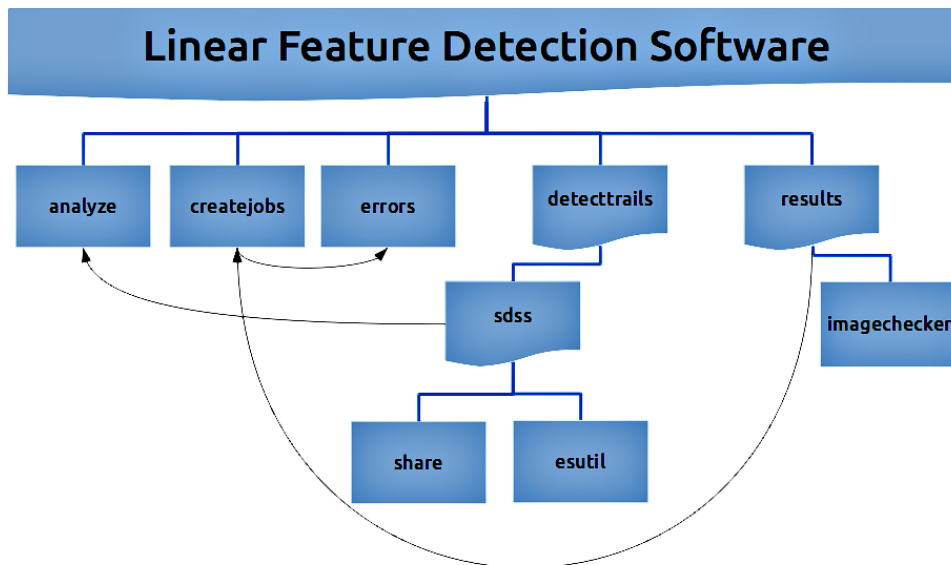 Linear Feature Detection Software
analyze
createjobs
errors
detecttrails
results
sdss
imagechecker
share
esutil